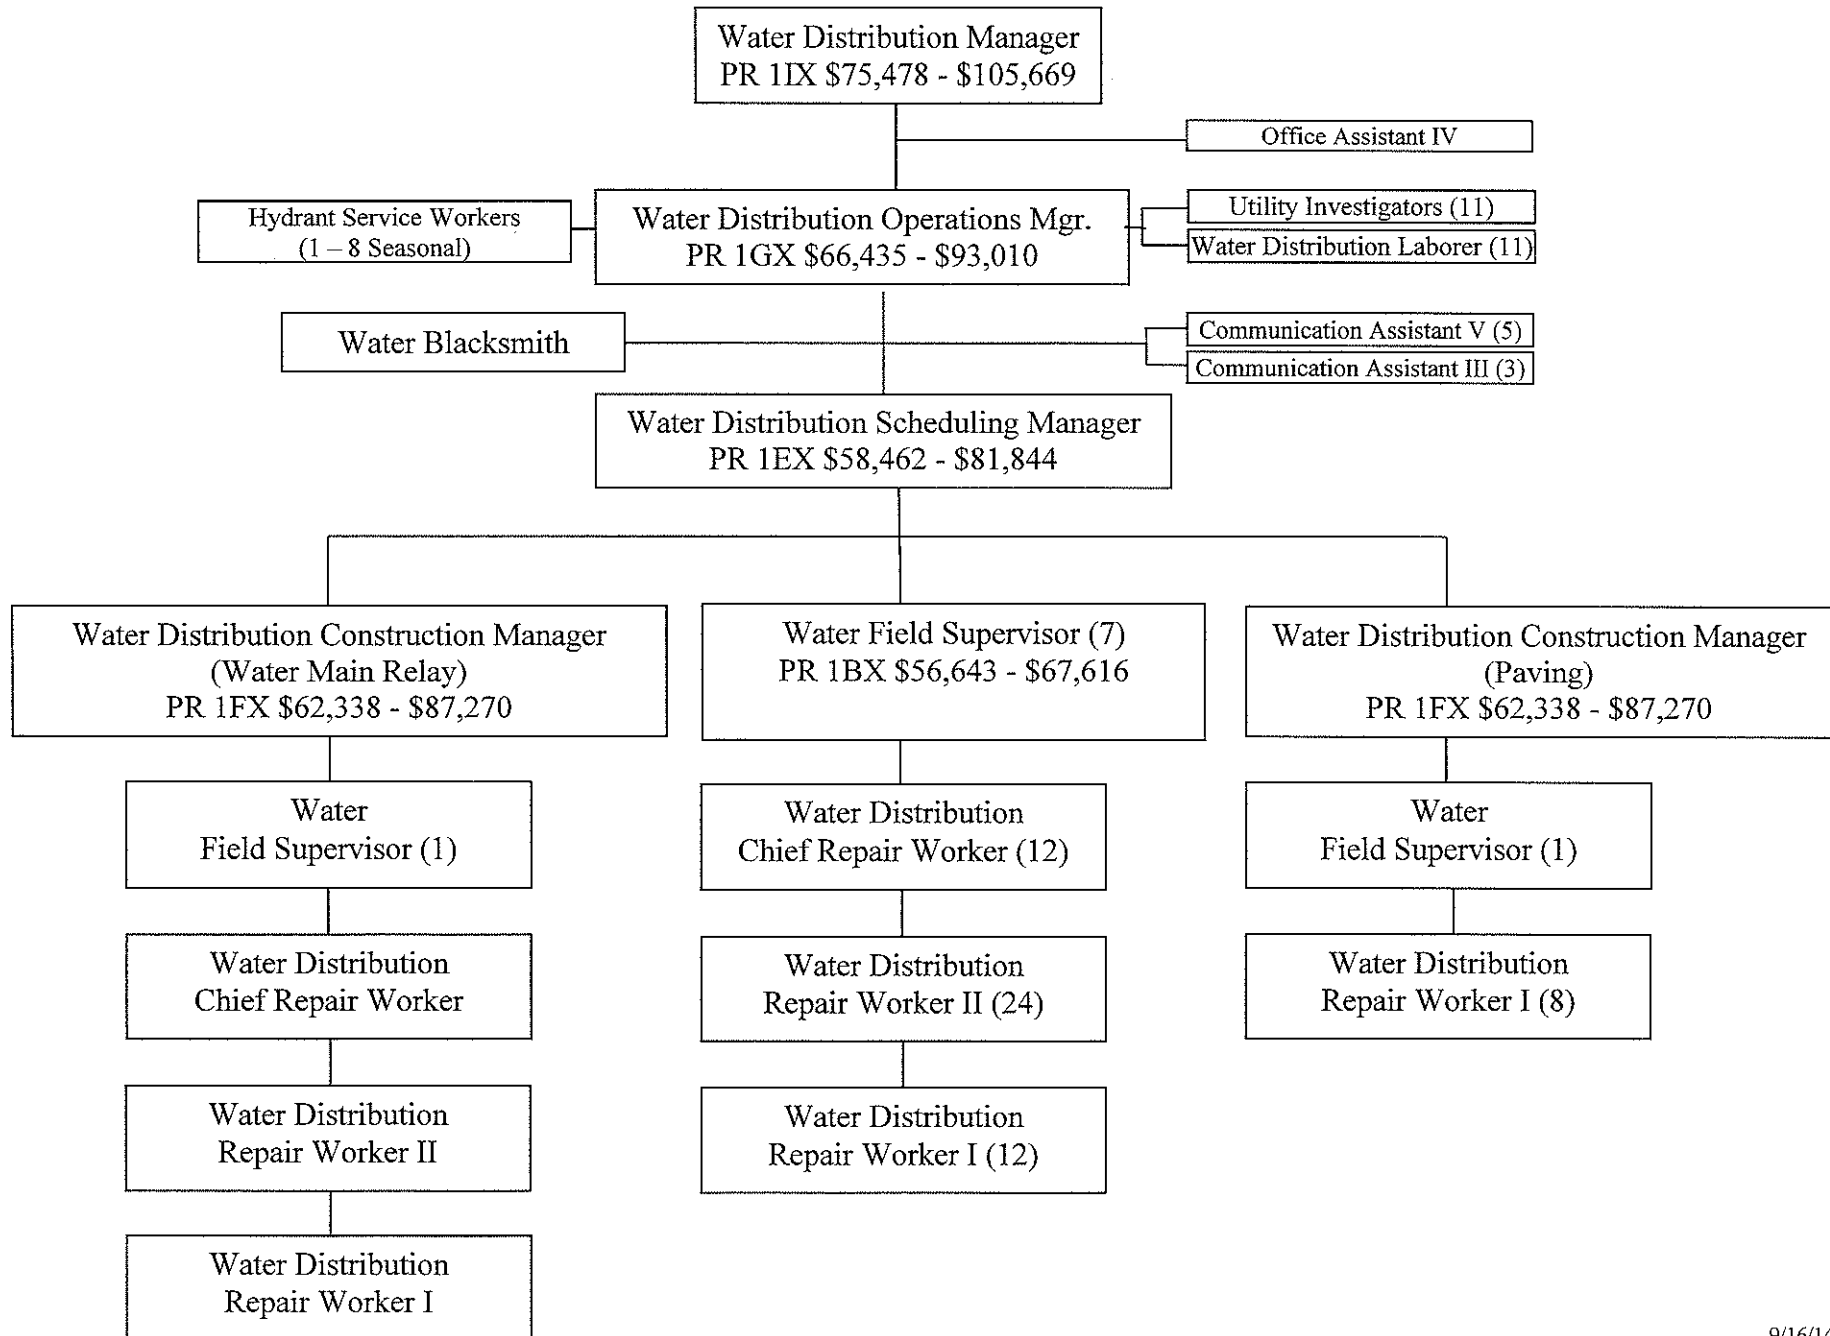 Water Distribution Manager
PR 1IX $75,478 - $105,669
Office Assistant IV
Hydrant Service Workers
(1 – 8 Seasonal)
Water Distribution Operations Mgr.
PR 1GX $66,435 - $93,010
Utility Investigators (11)
Water Distribution Laborer (11)
Water Blacksmith
Communication Assistant V (5)
Communication Assistant III (3)
Water Distribution Scheduling Manager
PR 1EX $58,462 - $81,844
Water Distribution Construction Manager
(Water Main Relay)
PR 1FX $62,338 - $87,270
Water Field Supervisor (7)
PR 1BX $56,643 - $67,616
Water Distribution Construction Manager
(Paving)
PR 1FX $62,338 - $87,270
Water
Field Supervisor (1)
Water Distribution
Chief Repair Worker (12)
Water
Field Supervisor (1)
Water Distribution
Chief Repair Worker
Water Distribution
Repair Worker II (24)
Water Distribution
Repair Worker I (8)
Water Distribution
Repair Worker II
Water Distribution
Repair Worker I (12)
Water Distribution
Repair Worker I